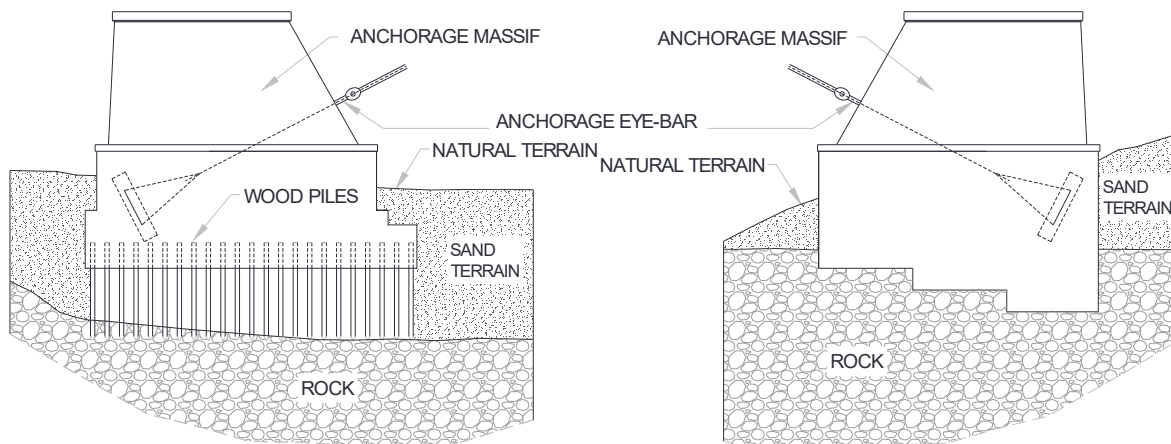 ANCHORAGE MASSIF
ANCHORAGE MASSIF
ANCHORAGE EYE-BAR
NATURAL TERRAIN
NATURAL TERRAIN
WOOD PILES
SAND
TERRAIN
SAND
TERRAIN
ROCK
ROCK